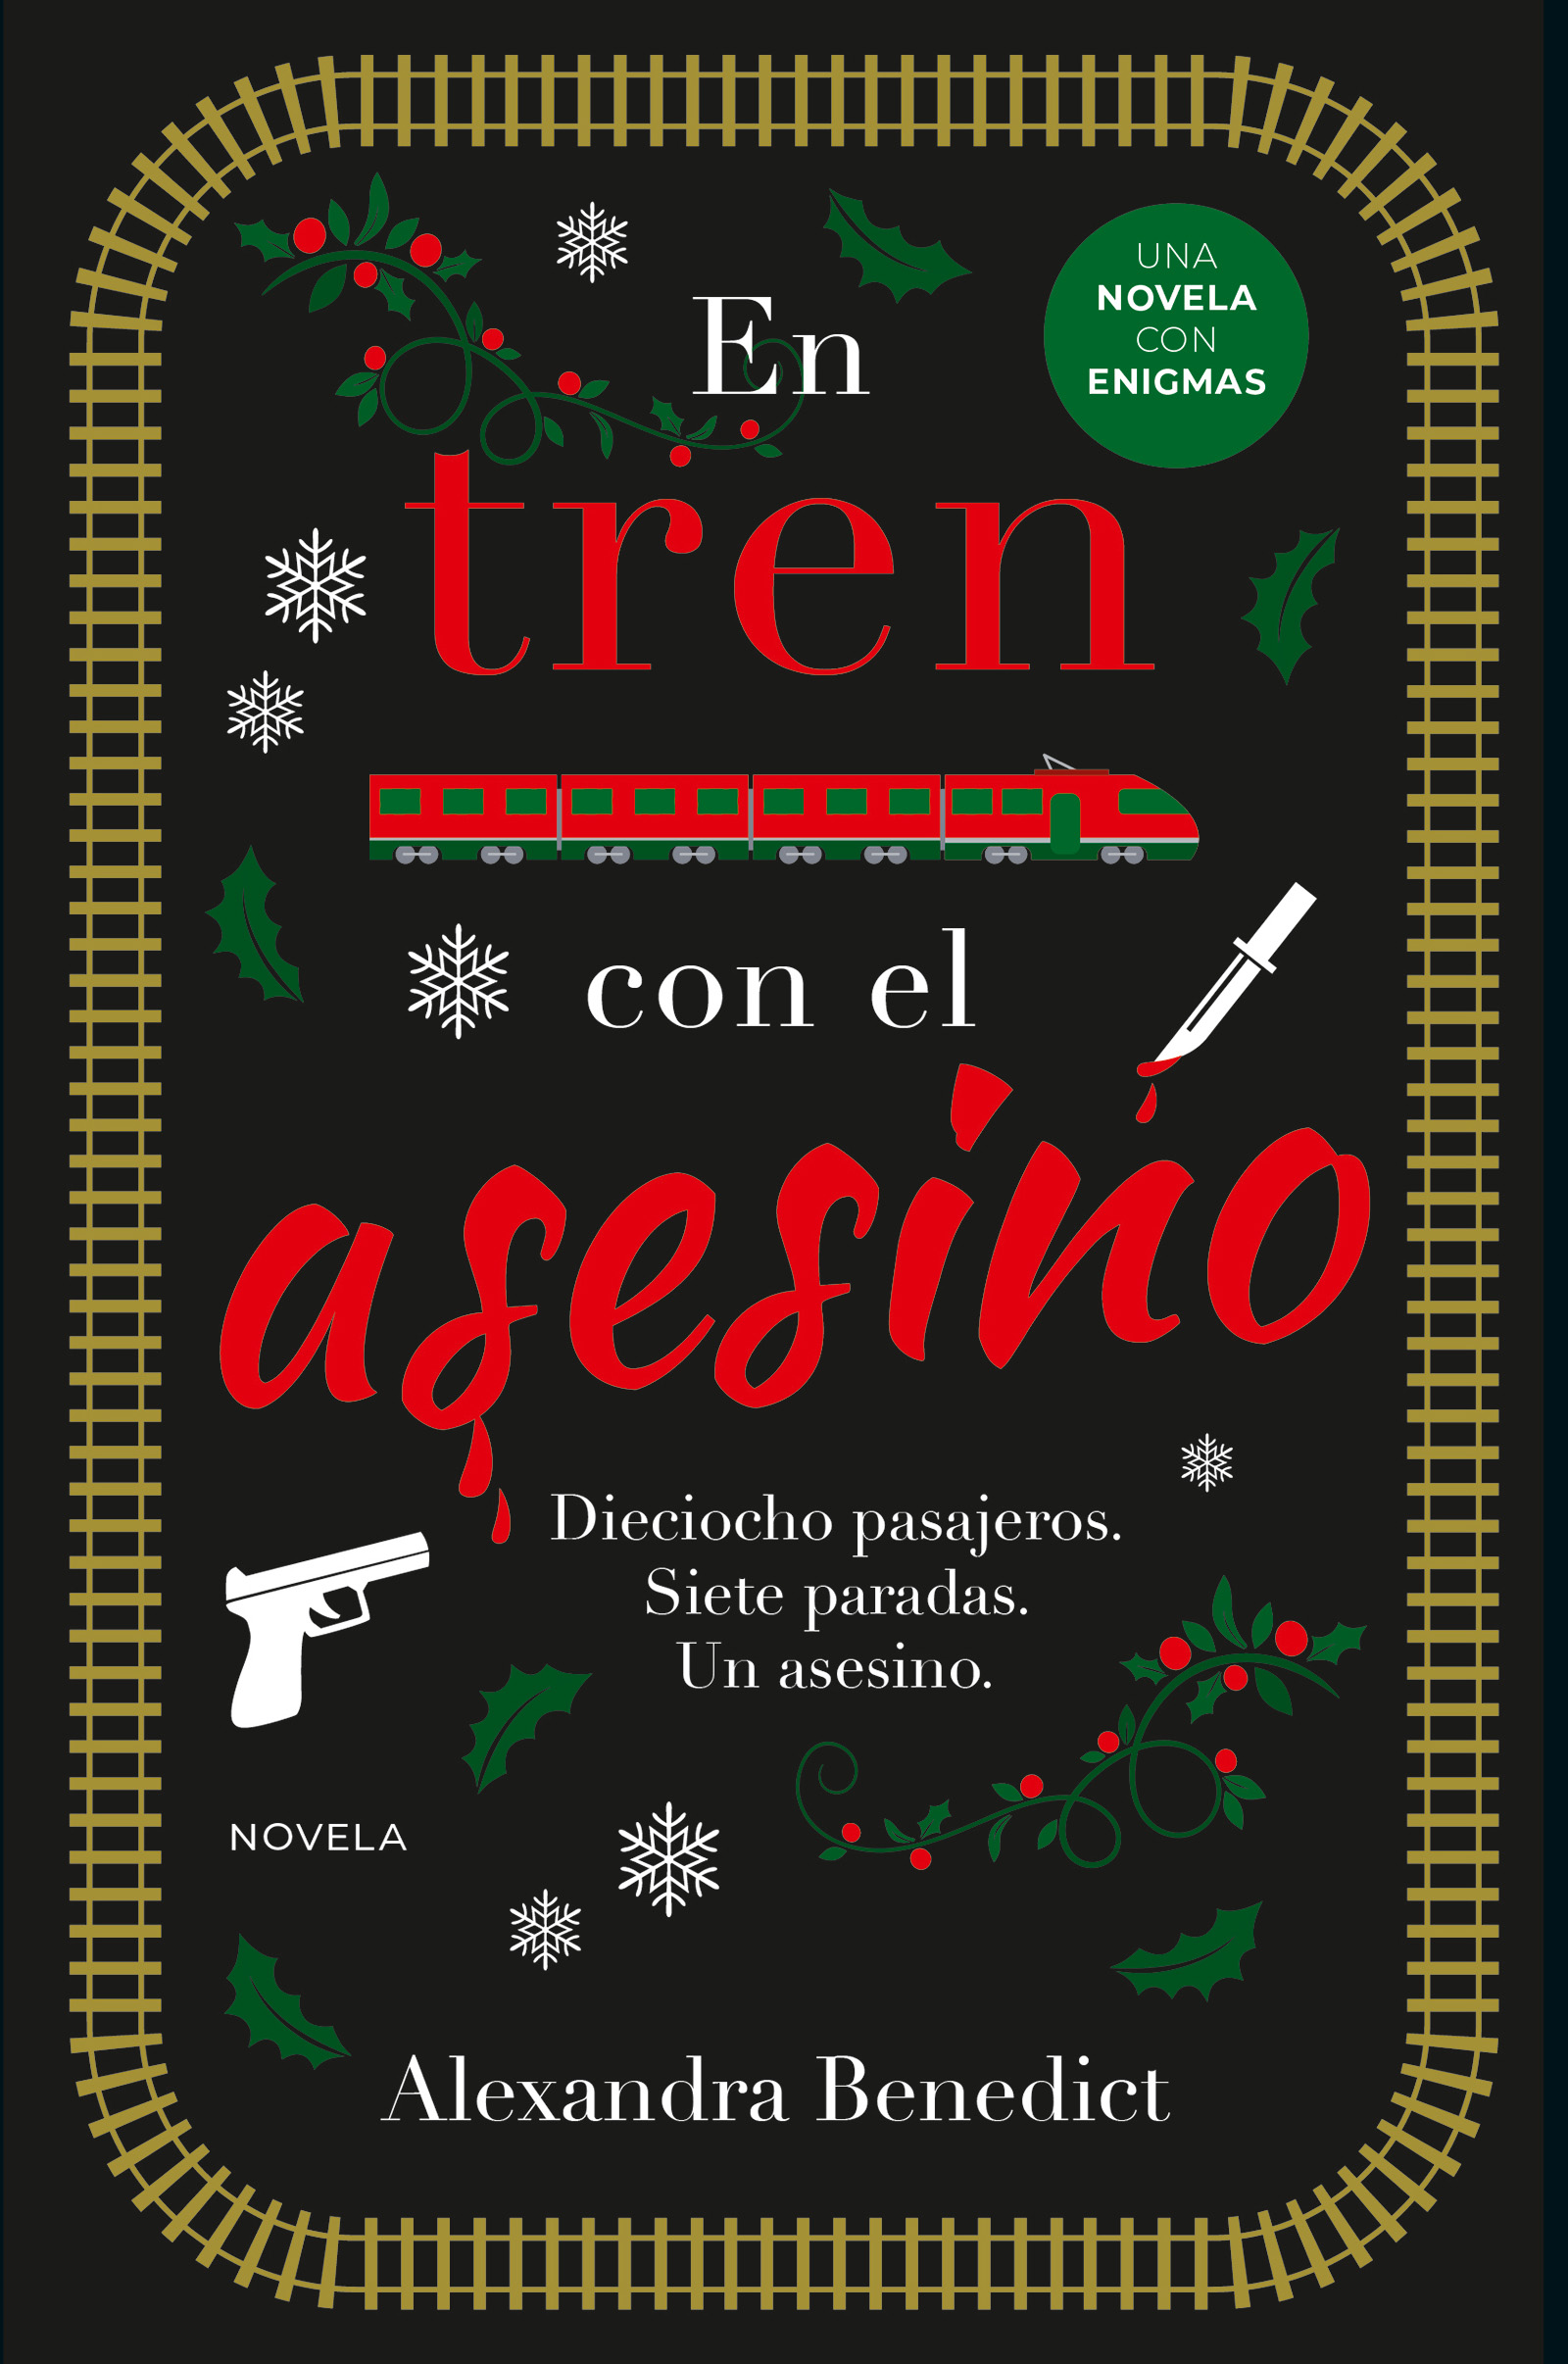 En
UNA
NOVELA
CON
ENIGMAS
tren
con el
asesino
Dieciocho pasajeros.
Siete paradas.
Un asesino.
NOVELA
Alexandra Benedict